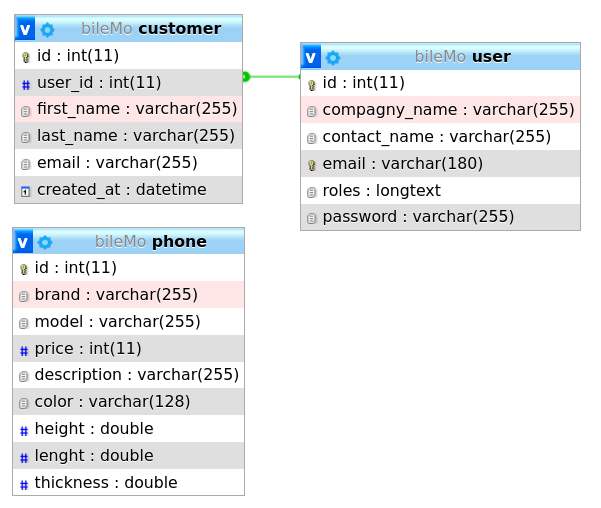 v bileMo customer
id : int(11)
# user_id : int(11)
first_name : varchar(255)
last_name : varchar(255)
email : varchar(255)
created_at : datetime
v bileMo user
id : int(11)
compagny_name : varchar(255)
contact_name : varchar(255)
email : varchar(180)
roles : longtext
password : varchar(255)
v bileMo phone
id : int(11)
brand : varchar(255)
model : varchar(255)
# price : int(11)
description : varchar(255)
color : varchar(128)
# height : double
# lenght : double
# thickness : double